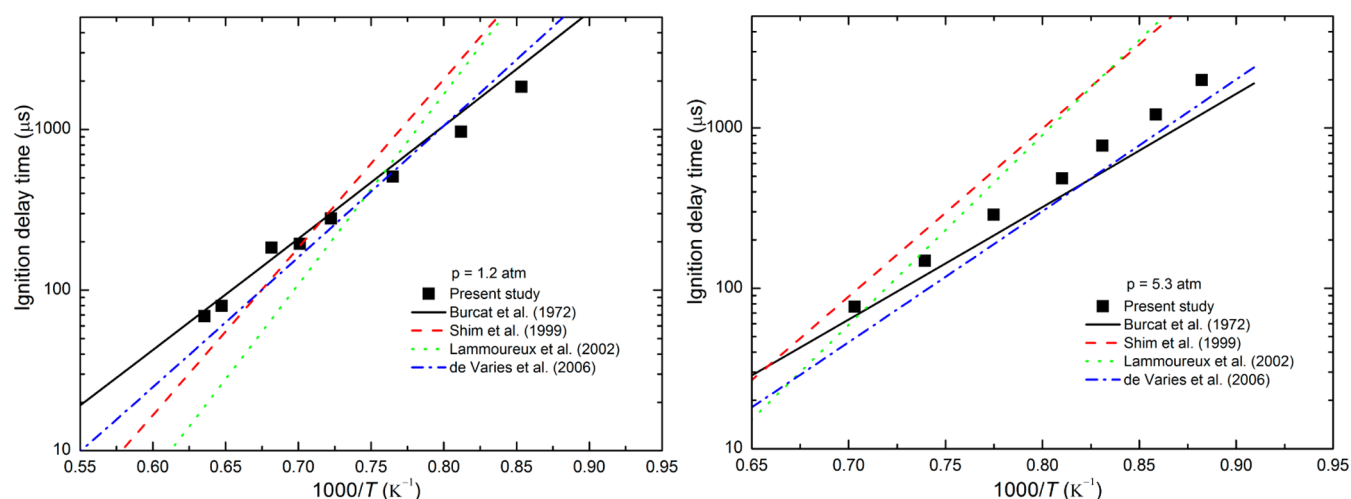 Ignition delay time (μs)
1000
100
10
p = 1.2 atm
Present study
Burcat et al. (1972)
Shim et al. (1999)
Lammoureux et al. (2002)
de Varies et al. (2006)
0.55 0.60 0.65 0.70 0.75 0.80 0.85 0.90 0.95
1000/T (K⁻¹)
Ignition delay time (μs)
1000
100
10
p = 5.3 atm
Present study
Burcat et al. (1972)
Shim et al. (1999)
Lammoureux et al. (2002)
de Varies et al. (2006)
0.65 0.70 0.75 0.80 0.85 0.90 0.95
1000/T (K⁻¹)